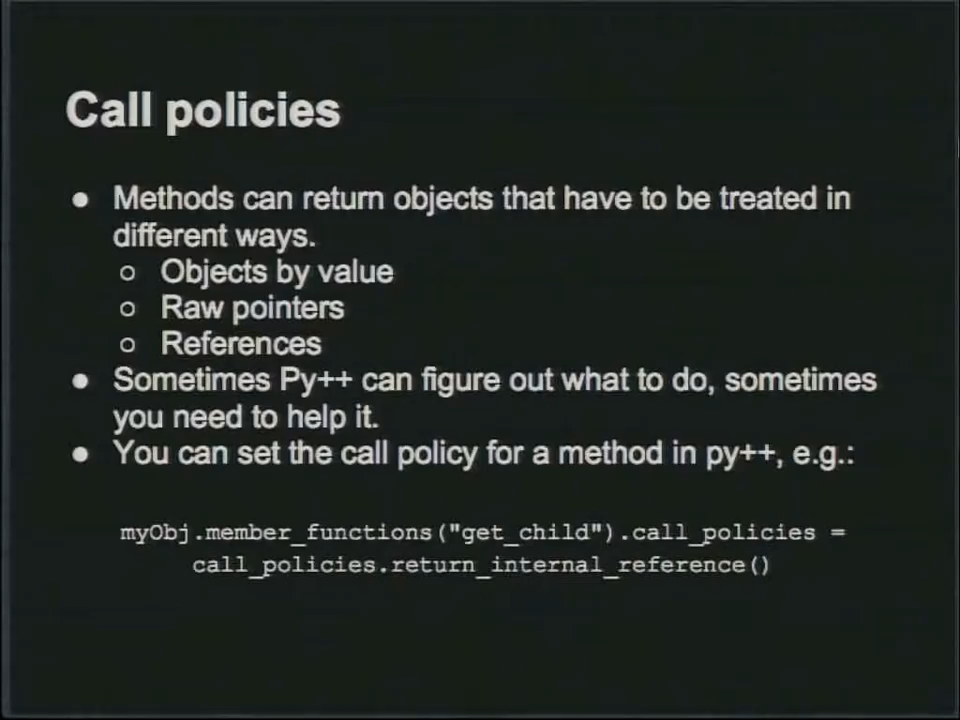 Call policies
● Methods can return objects that have to be treated in
different ways.
○ Objects by value
○ Raw pointers
○ References
● Sometimes Py++ can figure out what to do, sometimes
you need to help it.
● You can set the call policy for a method in py++, e.g.:
myObj.member_functions("get_child").call_policies =
call_policies.return_internal_reference()